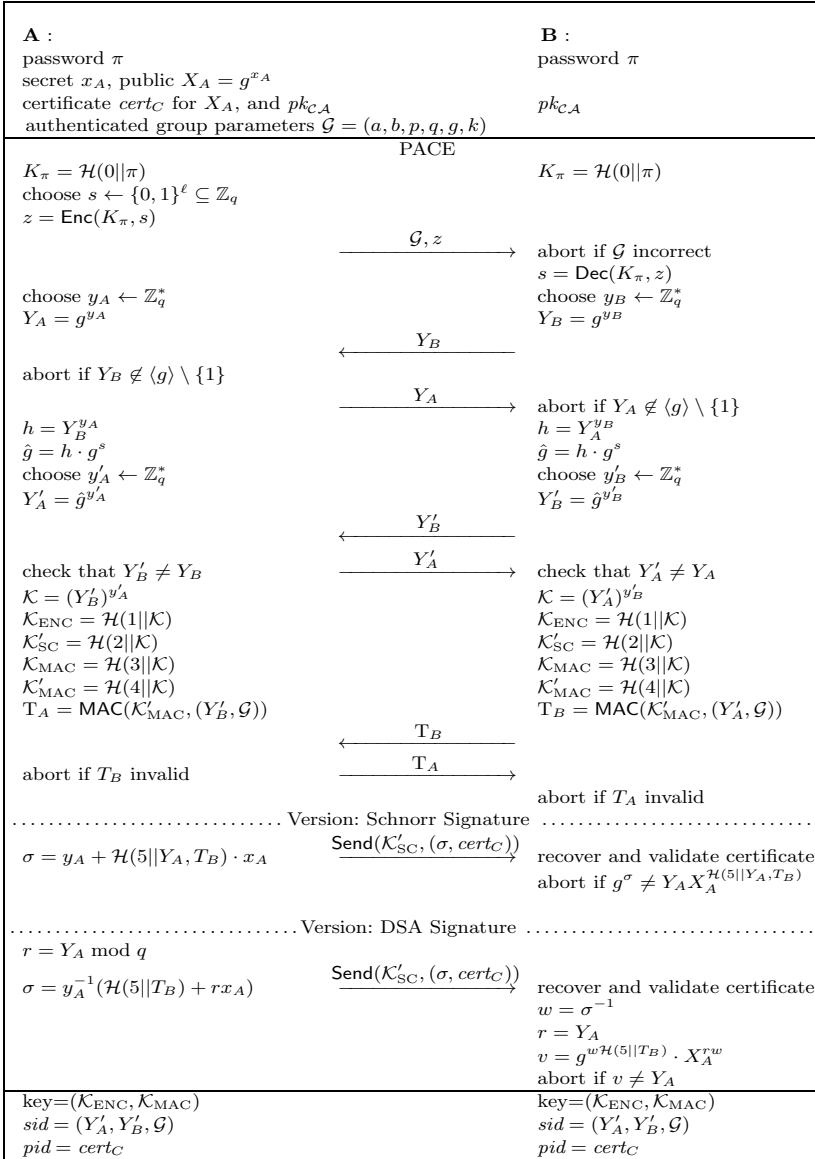 A : B :
password π password π
secret x_A, public X_A = g^{x_A}
certificate cert_C for X_A, and pk_{CA} pk_{CA}
authenticated group parameters G = (a, b, p, q, g, k)
PACE
K_π = H(0||π) K_π = H(0||π)
choose s ← {0, 1}^ℓ ⊆ ℤ_q
z = Enc(K_π, s)
G, z
abort if G incorrect
s = Dec(K_π, z)
choose y_A ← ℤ_q^* choose y_B ← ℤ_q^*
Y_A = g^{y_A} Y_B = g^{y_B}
Y_B
abort if Y_B ∉ ⟨g⟩ \ {1}
Y_A
abort if Y_A ∉ ⟨g⟩ \ {1}
h = Y_B^{y_A} h = Y_A^{y_B}
ĝ = h · g^s ĝ = h · g^s
choose y′_A ← ℤ_q^* choose y′_B ← ℤ_q^*
Y′_A = ĝ^{y′_A} Y′_B = ĝ^{y′_B}
Y′_B
Y′_A
check that Y′_B ≠ Y_B check that Y′_A ≠ Y_A
K = (Y′_B)^{y′_A} K = (Y′_A)^{y′_B}
K_ENC = H(1||K) K_ENC = H(1||K)
K′_SC = H(2||K) K′_SC = H(2||K)
K_MAC = H(3||K) K_MAC = H(3||K)
K′_MAC = H(4||K) K′_MAC = H(4||K)
T_A = MAC(K′_MAC, (Y′_B, G)) T_B = MAC(K′_MAC, (Y′_A, G))
T_B
abort if T_B invalid T_A
abort if T_A invalid
Version: Schnorr Signature
σ = y_A + H(5||Y_A, T_B) · x_A Send(K′_SC, (σ, cert_C)) recover and validate certificate
abort if g^σ ≠ Y_A X_A^{H(5||Y_A,T_B)}
Version: DSA Signature
r = Y_A mod q
σ = y_A^{-1}(H(5||T_B) + rx_A) Send(K′_SC, (σ, cert_C)) recover and validate certificate
w = σ^{-1}
r = Y_A
v = g^{wH(5||T_B)} · X_A^{rw}
abort if v ≠ Y_A
key=(K_ENC, K_MAC) key=(K_ENC, K_MAC)
sid = (Y′_A, Y′_B, G) sid = (Y′_A, Y′_B, G)
pid = cert_C pid = cert_C